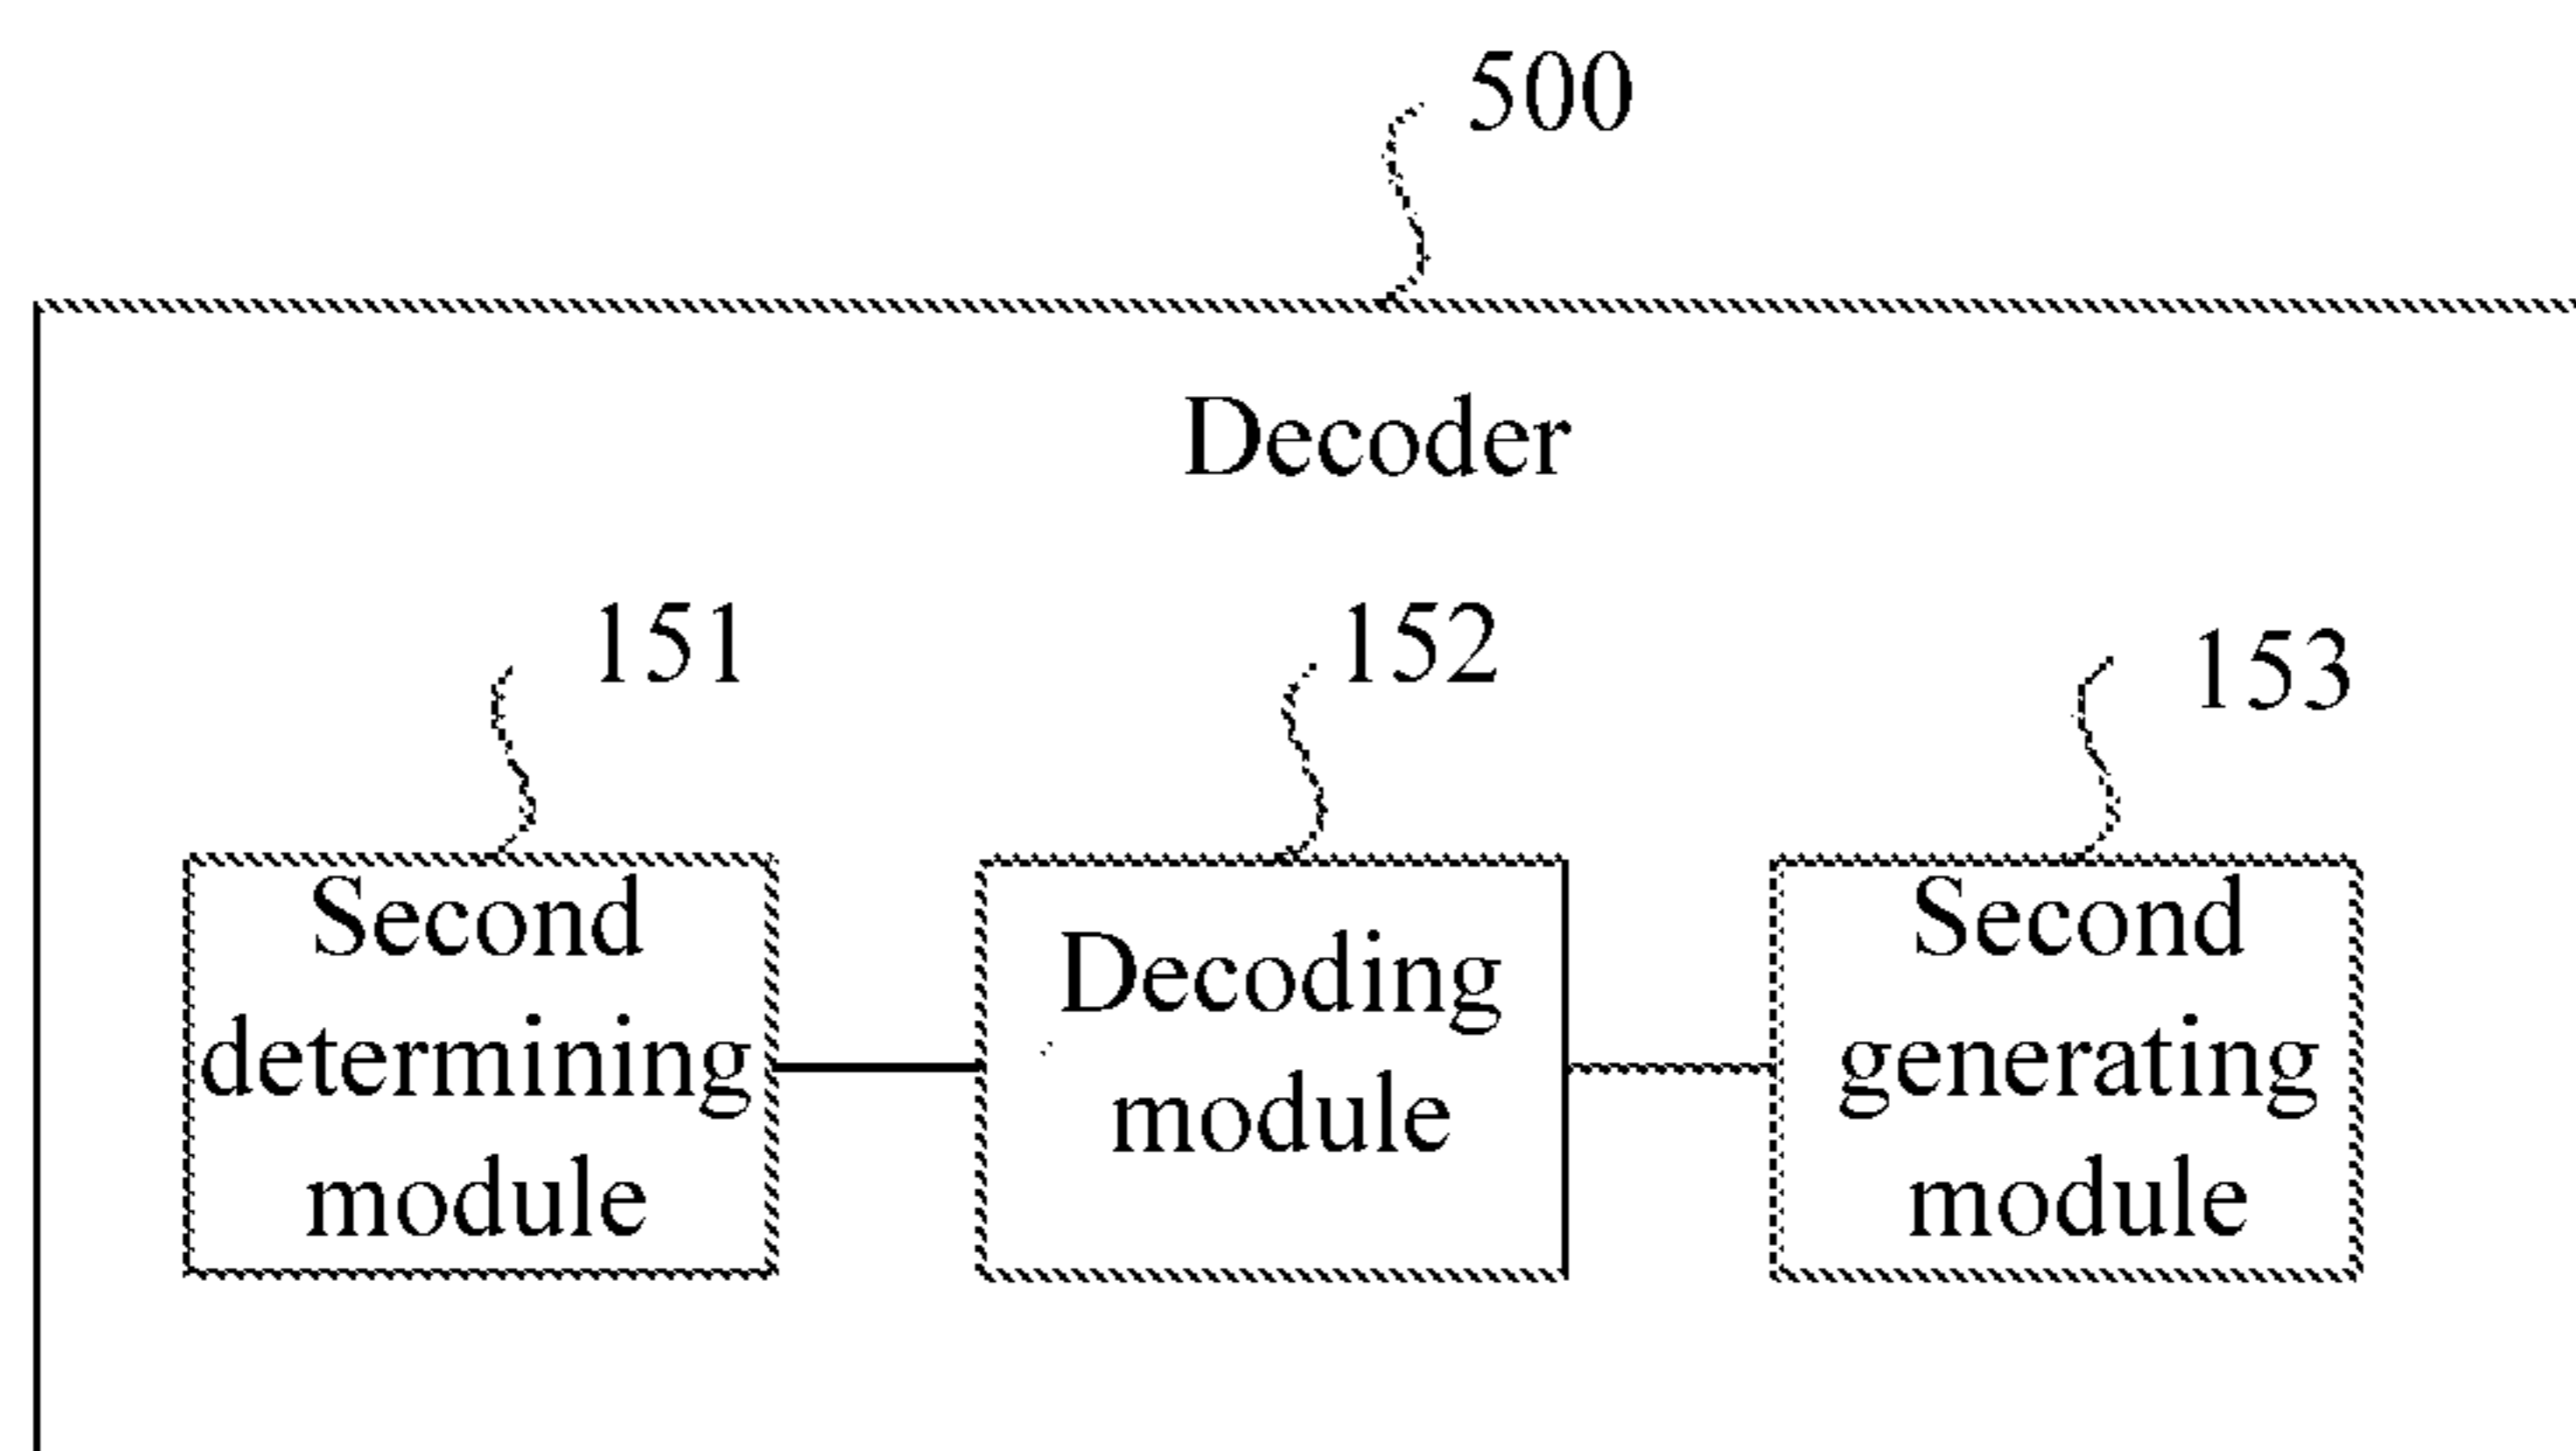 500
Decoder
151
152
153
Second
determining
module
Decoding
module
Second
generating
module